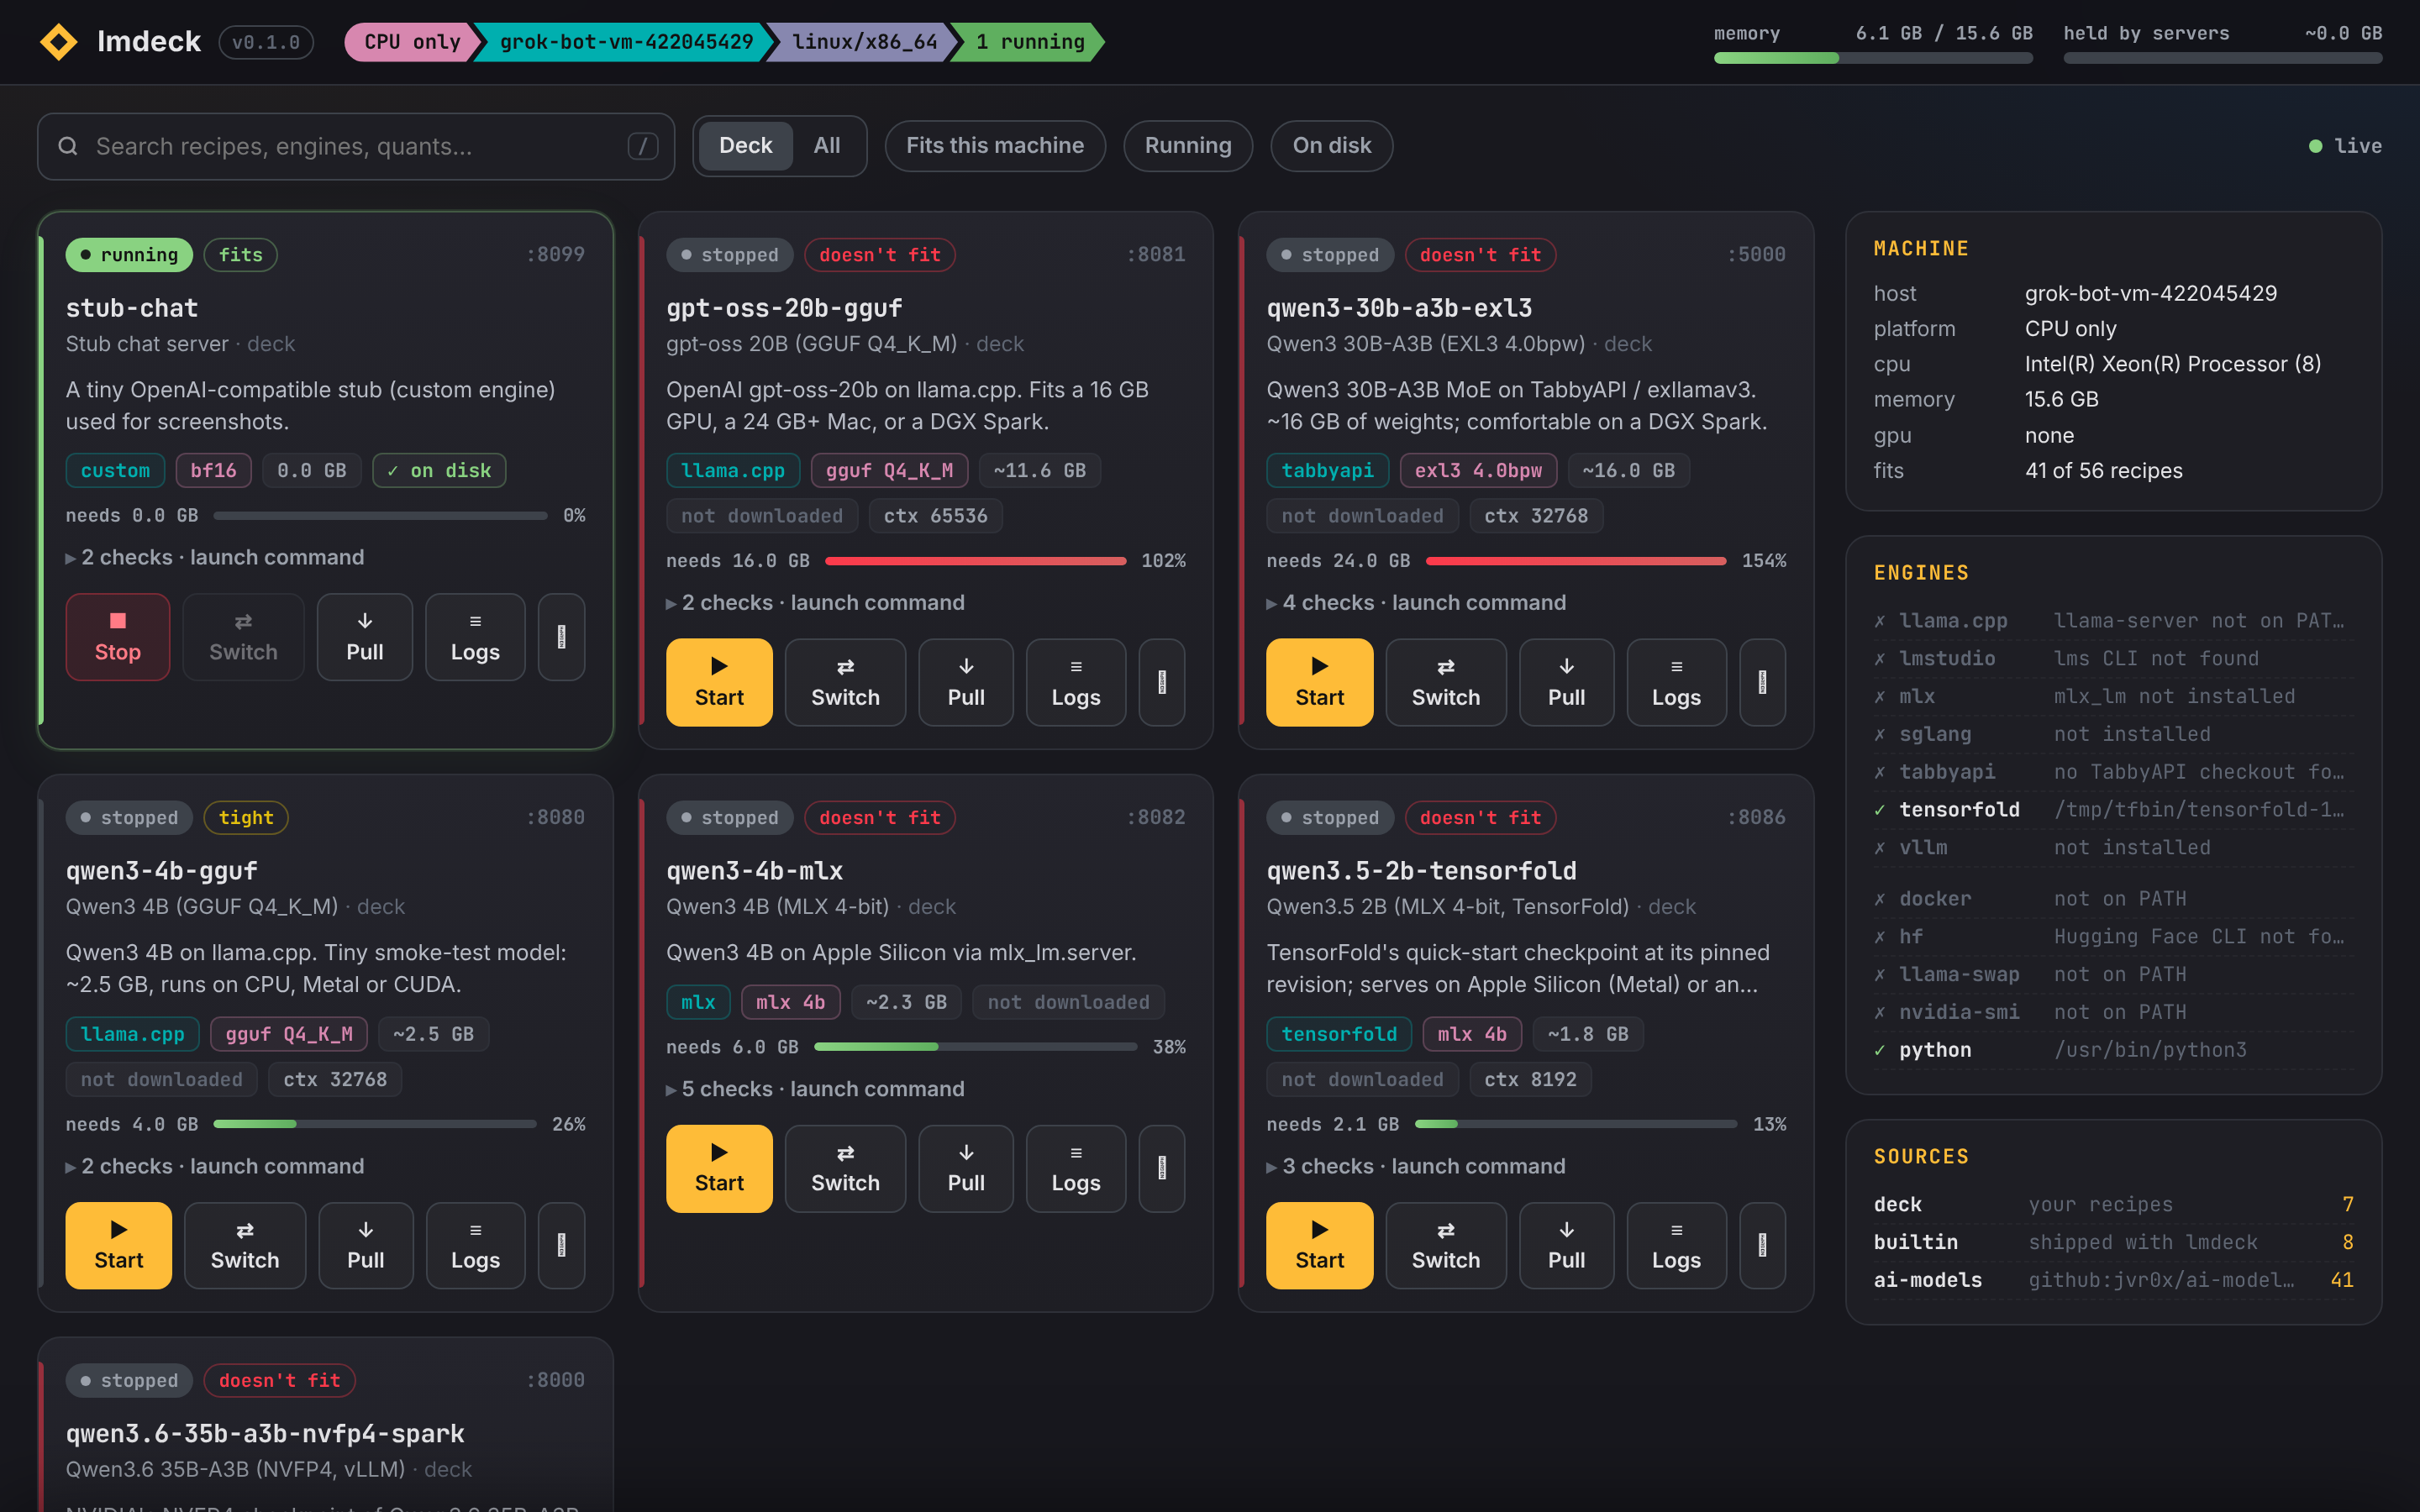 lmdeck v0.1.0 CPU only grok-bot-vm-422045429 linux/x86_64 1 running
memory 6.1 GB / 15.6 GB held by servers ~0.0 GB
Search recipes, engines, quants... / Deck All Fits this machine Running On disk live
running fits :8099
stub-chat
Stub chat server · deck
A tiny OpenAI-compatible stub (custom engine)
used for screenshots.
custom bf16 0.0 GB ✓ on disk
needs 0.0 GB 0%
▸ 2 checks · launch command
Stop Switch Pull Logs
stopped doesn't fit :8081
gpt-oss-20b-gguf
gpt-oss 20B (GGUF Q4_K_M) · deck
OpenAI gpt-oss-20b on llama.cpp. Fits a 16 GB
GPU, a 24 GB+ Mac, or a DGX Spark.
llama.cpp gguf Q4_K_M ~11.6 GB
not downloaded ctx 65536
needs 16.0 GB 102%
▸ 2 checks · launch command
Start Switch Pull Logs
stopped doesn't fit :5000
qwen3-30b-a3b-exl3
Qwen3 30B-A3B (EXL3 4.0bpw) · deck
Qwen3 30B-A3B MoE on TabbyAPI / exllamav3.
~16 GB of weights; comfortable on a DGX Spark.
tabbyapi exl3 4.0bpw ~16.0 GB
not downloaded ctx 32768
needs 24.0 GB 154%
▸ 4 checks · launch command
Start Switch Pull Logs
stopped tight :8080
qwen3-4b-gguf
Qwen3 4B (GGUF Q4_K_M) · deck
Qwen3 4B on llama.cpp. Tiny smoke-test model:
~2.5 GB, runs on CPU, Metal or CUDA.
llama.cpp gguf Q4_K_M ~2.5 GB
not downloaded ctx 32768
needs 4.0 GB 26%
▸ 2 checks · launch command
Start Switch Pull Logs
stopped doesn't fit :8082
qwen3-4b-mlx
Qwen3 4B (MLX 4-bit) · deck
Qwen3 4B on Apple Silicon via mlx_lm.server.
mlx mlx 4b ~2.3 GB not downloaded
needs 6.0 GB 38%
▸ 5 checks · launch command
Start Switch Pull Logs
stopped doesn't fit :8086
qwen3.5-2b-tensorfold
Qwen3.5 2B (MLX 4-bit, TensorFold) · deck
TensorFold's quick-start checkpoint at its pinned
revision; serves on Apple Silicon (Metal) or an...
tensorfold mlx 4b ~1.8 GB
not downloaded ctx 8192
needs 2.1 GB 13%
▸ 3 checks · launch command
Start Switch Pull Logs
stopped doesn't fit :8000
qwen3.6-35b-a3b-nvfp4-spark
Qwen3.6 35B-A3B (NVFP4, vLLM) · deck
MACHINE
host grok-bot-vm-422045429
platform CPU only
cpu Intel(R) Xeon(R) Processor (8)
memory 15.6 GB
gpu none
fits 41 of 56 recipes
ENGINES
✗ llama.cpp llama-server not on PAT…
✗ lmstudio lms CLI not found
✗ mlx mlx_lm not installed
✗ sglang not installed
✗ tabbyapi no TabbyAPI checkout fo…
✓ tensorfold /tmp/tfbin/tensorfold-1…
✗ vllm not installed
✗ docker not on PATH
✗ hf Hugging Face CLI not fo…
✗ llama-swap not on PATH
✗ nvidia-smi not on PATH
✓ python /usr/bin/python3
SOURCES
deck your recipes 7
builtin shipped with lmdeck 8
ai-models github:jvr0x/ai-model… 41